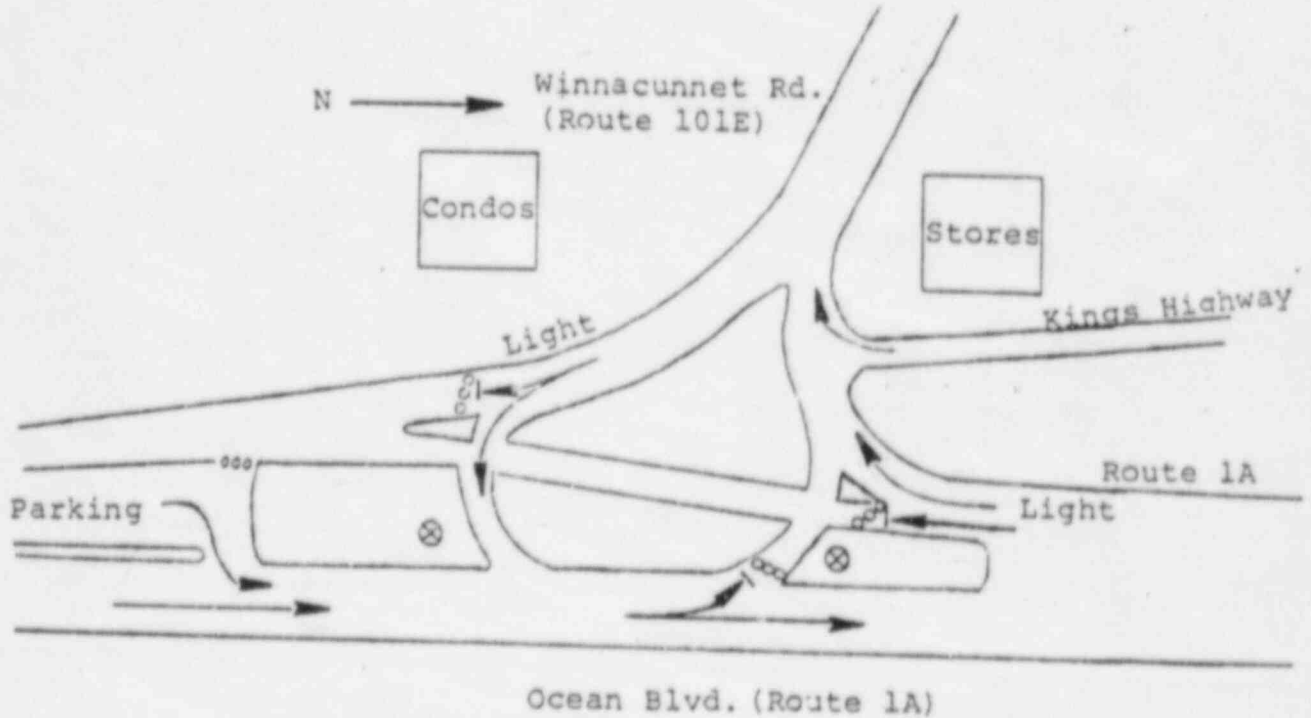 N
Winnacunnet Rd.
(Route 101E)
Condos
Stores
Kings Highway
Light
Route 1A
Parking
Light
Ocean Blvd. (Route 1A)